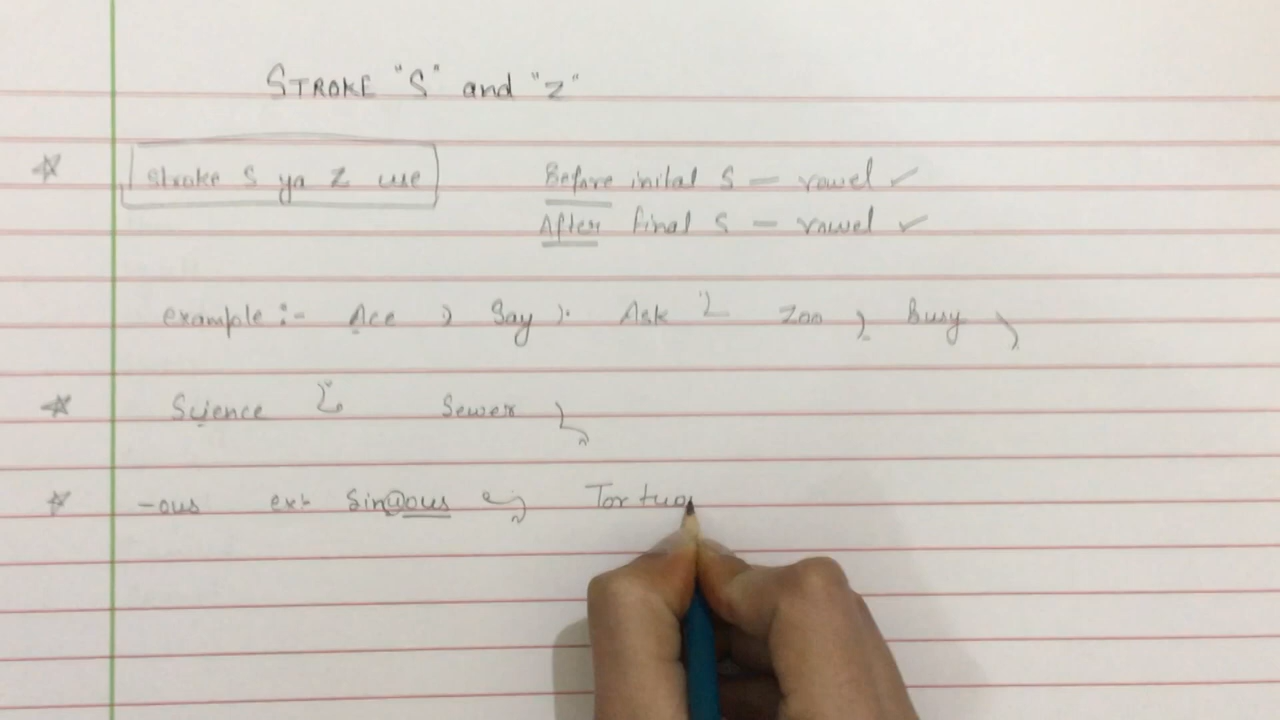 STROKE "S" and "Z"
Stroke S ya Z use Before inital S — vowel ✓
After final S — vowel ✓
example :- Ace Say Ask Zoo Busy
Science Sewer
-ous ex:- Sinuous Tortuo